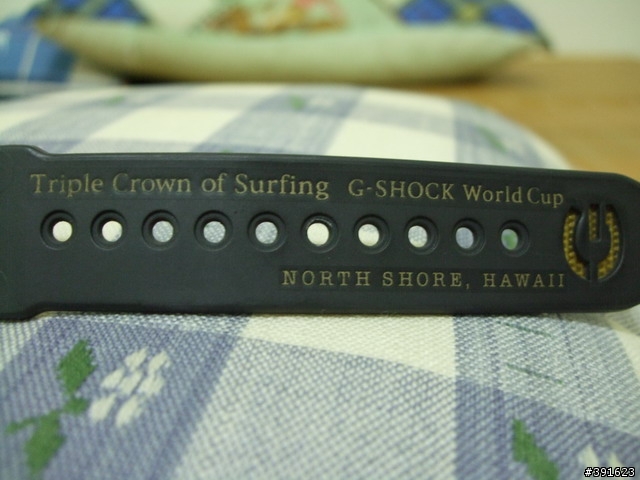 Triple Crown of Surfing G-SHOCK World Cup
NORTH SHORE, HAWAII
#391623